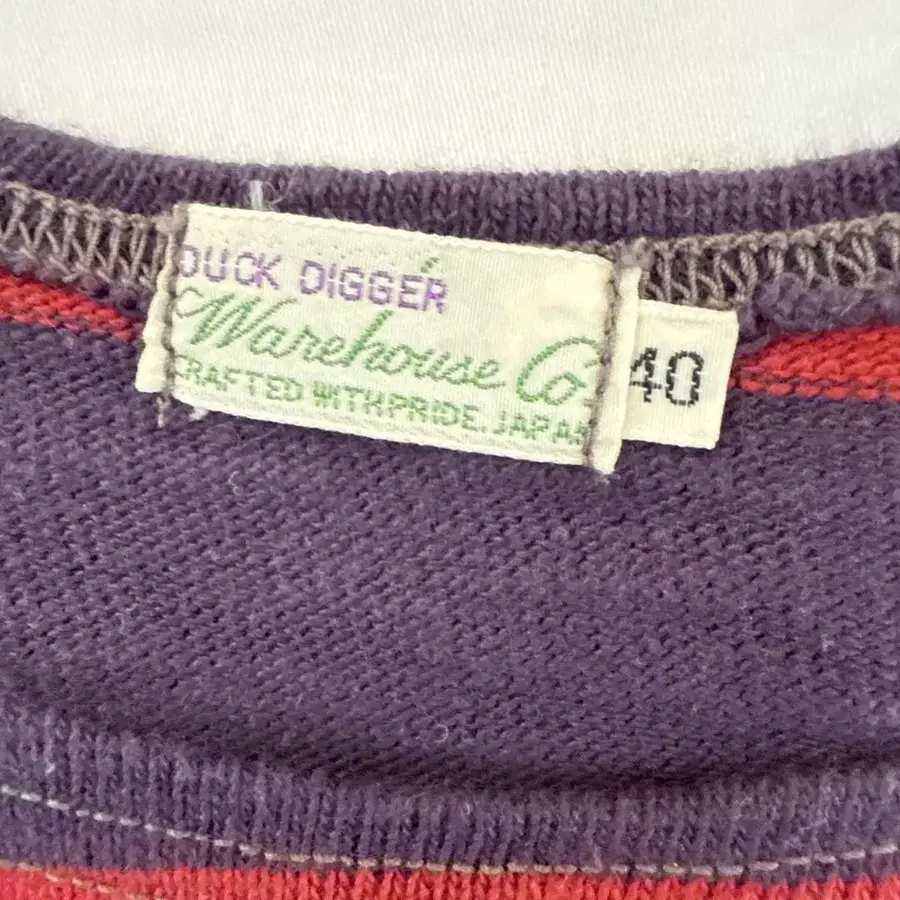 DUCK DIGGER
Warehouse Co.
CRAFTED WITH PRIDE. JAPAN
40